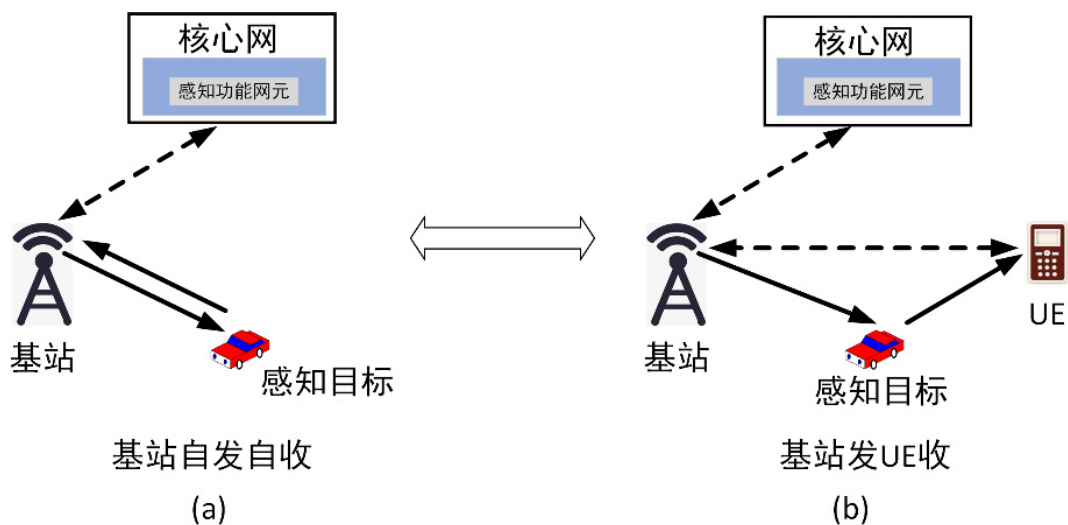 核心网
感知功能网元
基站
感知目标
基站自发自收
(a)
核心网
感知功能网元
UE
基站
感知目标
基站发UE收
(b)